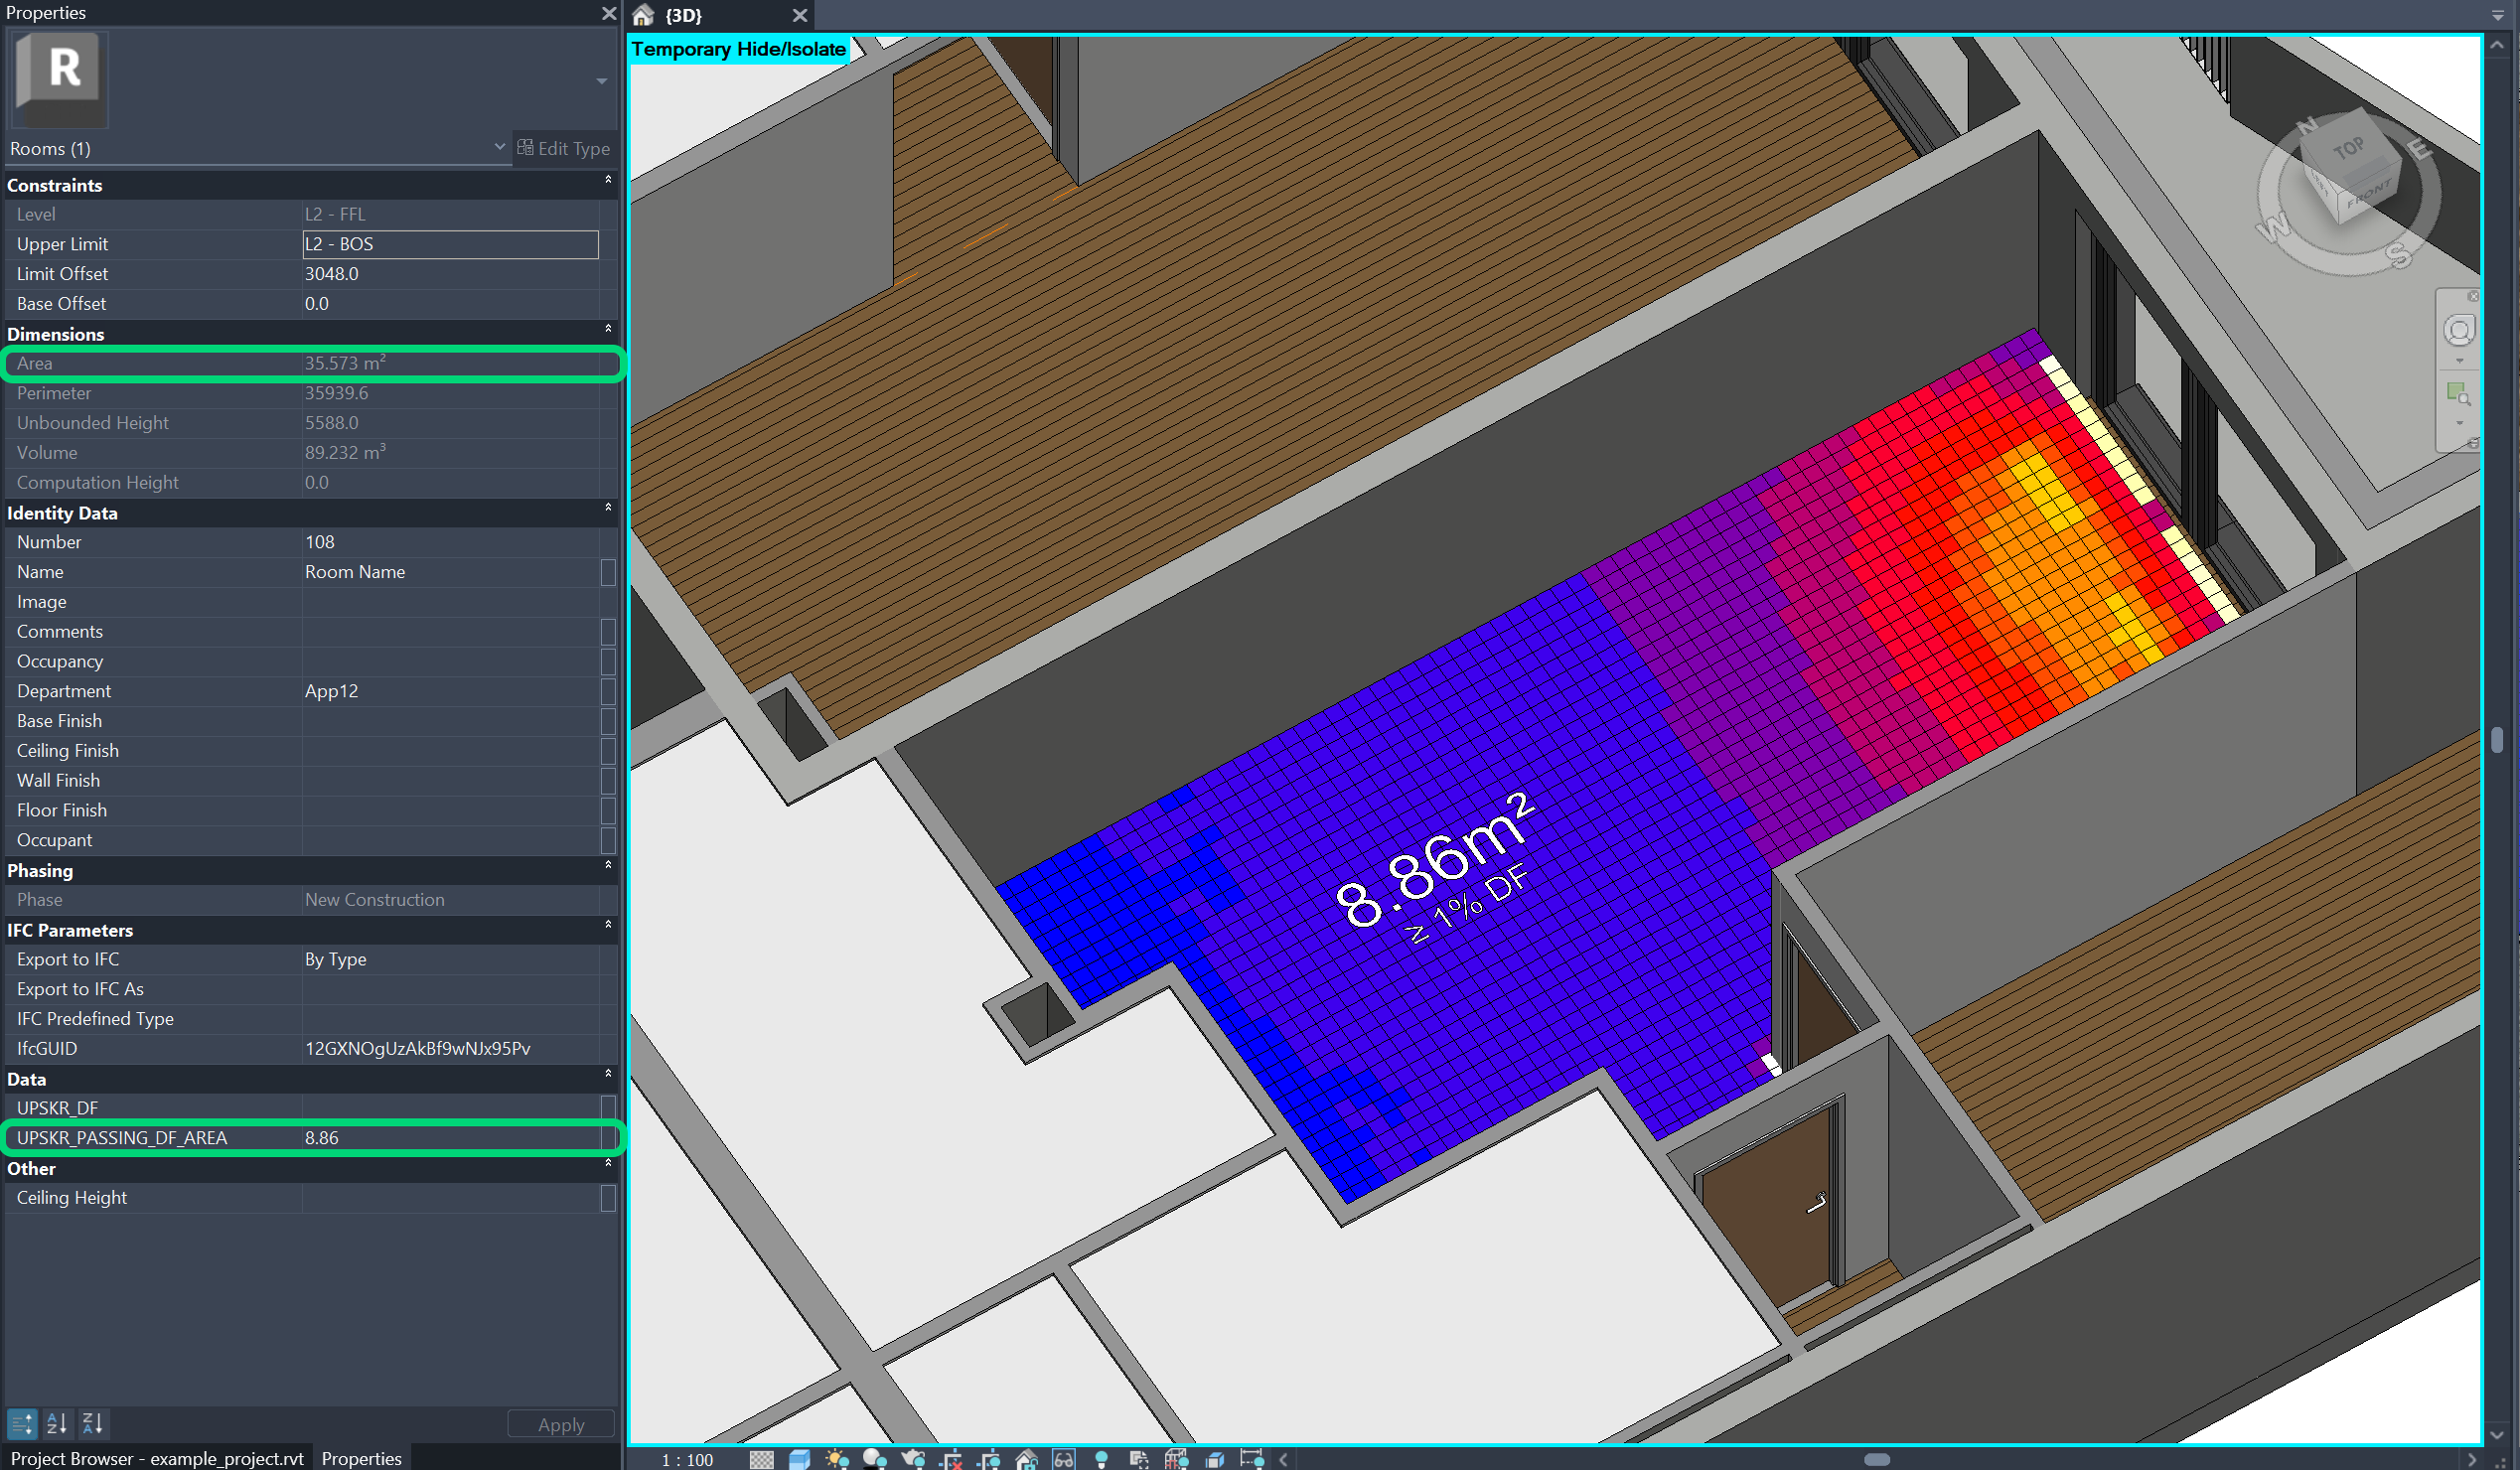 Properties
R
Rooms (1)
Edit Type
Constraints
Level L2 - FFL
Upper Limit L2 - BOS
Limit Offset 3048.0
Base Offset 0.0
Dimensions
Area 35.573 m²
Perimeter 35939.6
Unbounded Height 5588.0
Volume 89.232 m³
Computation Height 0.0
Identity Data
Number 108
Name Room Name
Image
Comments
Occupancy
Department App12
Base Finish
Ceiling Finish
Wall Finish
Floor Finish
Occupant
Phasing
Phase New Construction
IFC Parameters
Export to IFC By Type
Export to IFC As
IFC Predefined Type
IfcGUID 12GXNOgUzAkBf9wNJx95Pv
Data
UPSKR_DF
UPSKR_PASSING_DF_AREA 8.86
Other
Ceiling Height
Apply
Project Browser - example_project.rvt
Properties
{3D}
Temporary Hide/Isolate
N
E
S
W
TOP
FRONT
8.86m²
≥ 1% DF
1 : 100